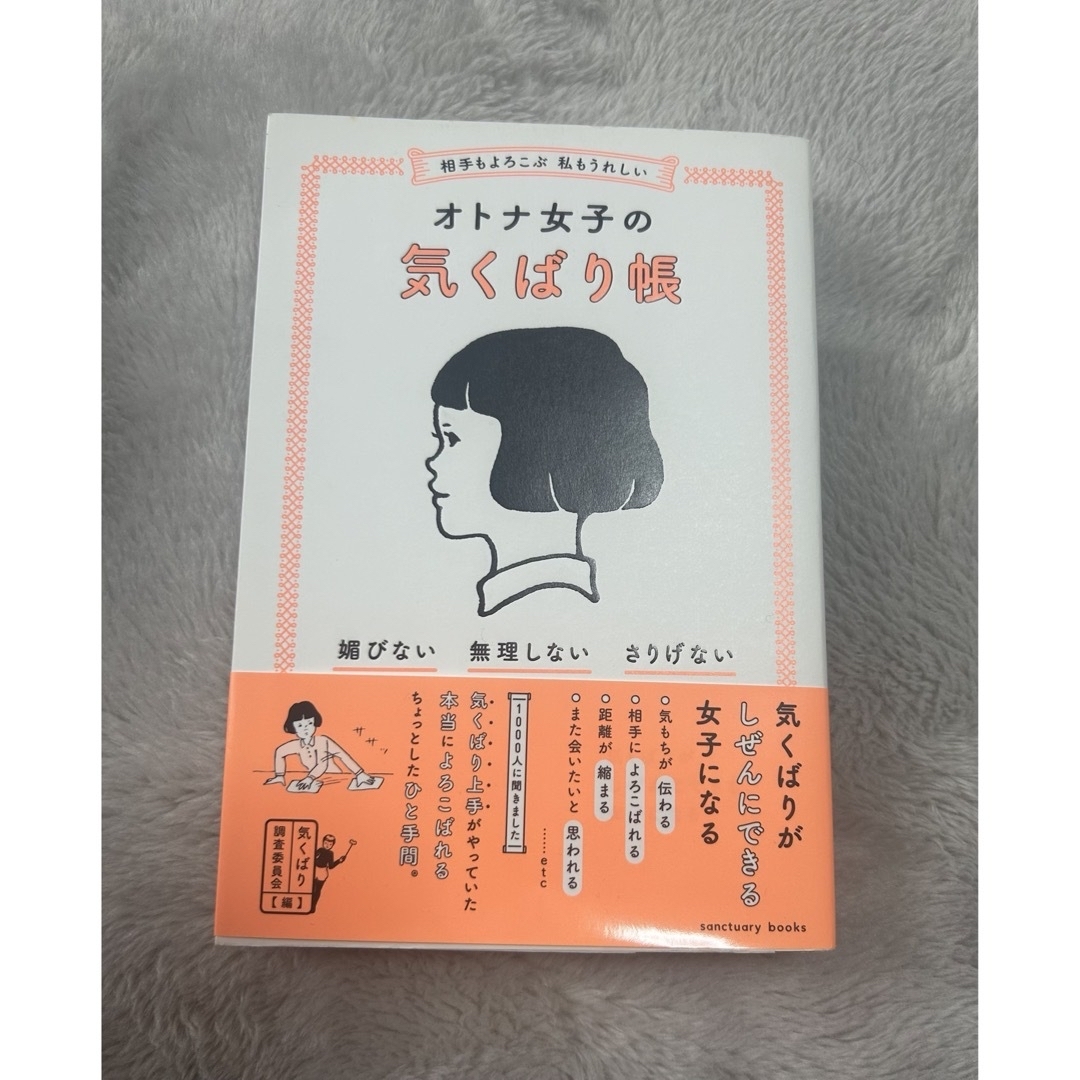 相手もよろこぶ 私もうれしい
オトナ女子の
気くばり帳
媚びない 無理しない さりげない
気くばりが
しぜんにできる
女子になる
• 気もちが 伝わる
• 相手に よろこばれる
• 距離が 縮まる
• また会いたいと 思われる
……etc
1000人に聞きました
気くばり上手がやっていた
本当によろこばれる
ちょっとしたひと手間。
ササッ
気くばり
調査委員会
【編】
sanctuary books